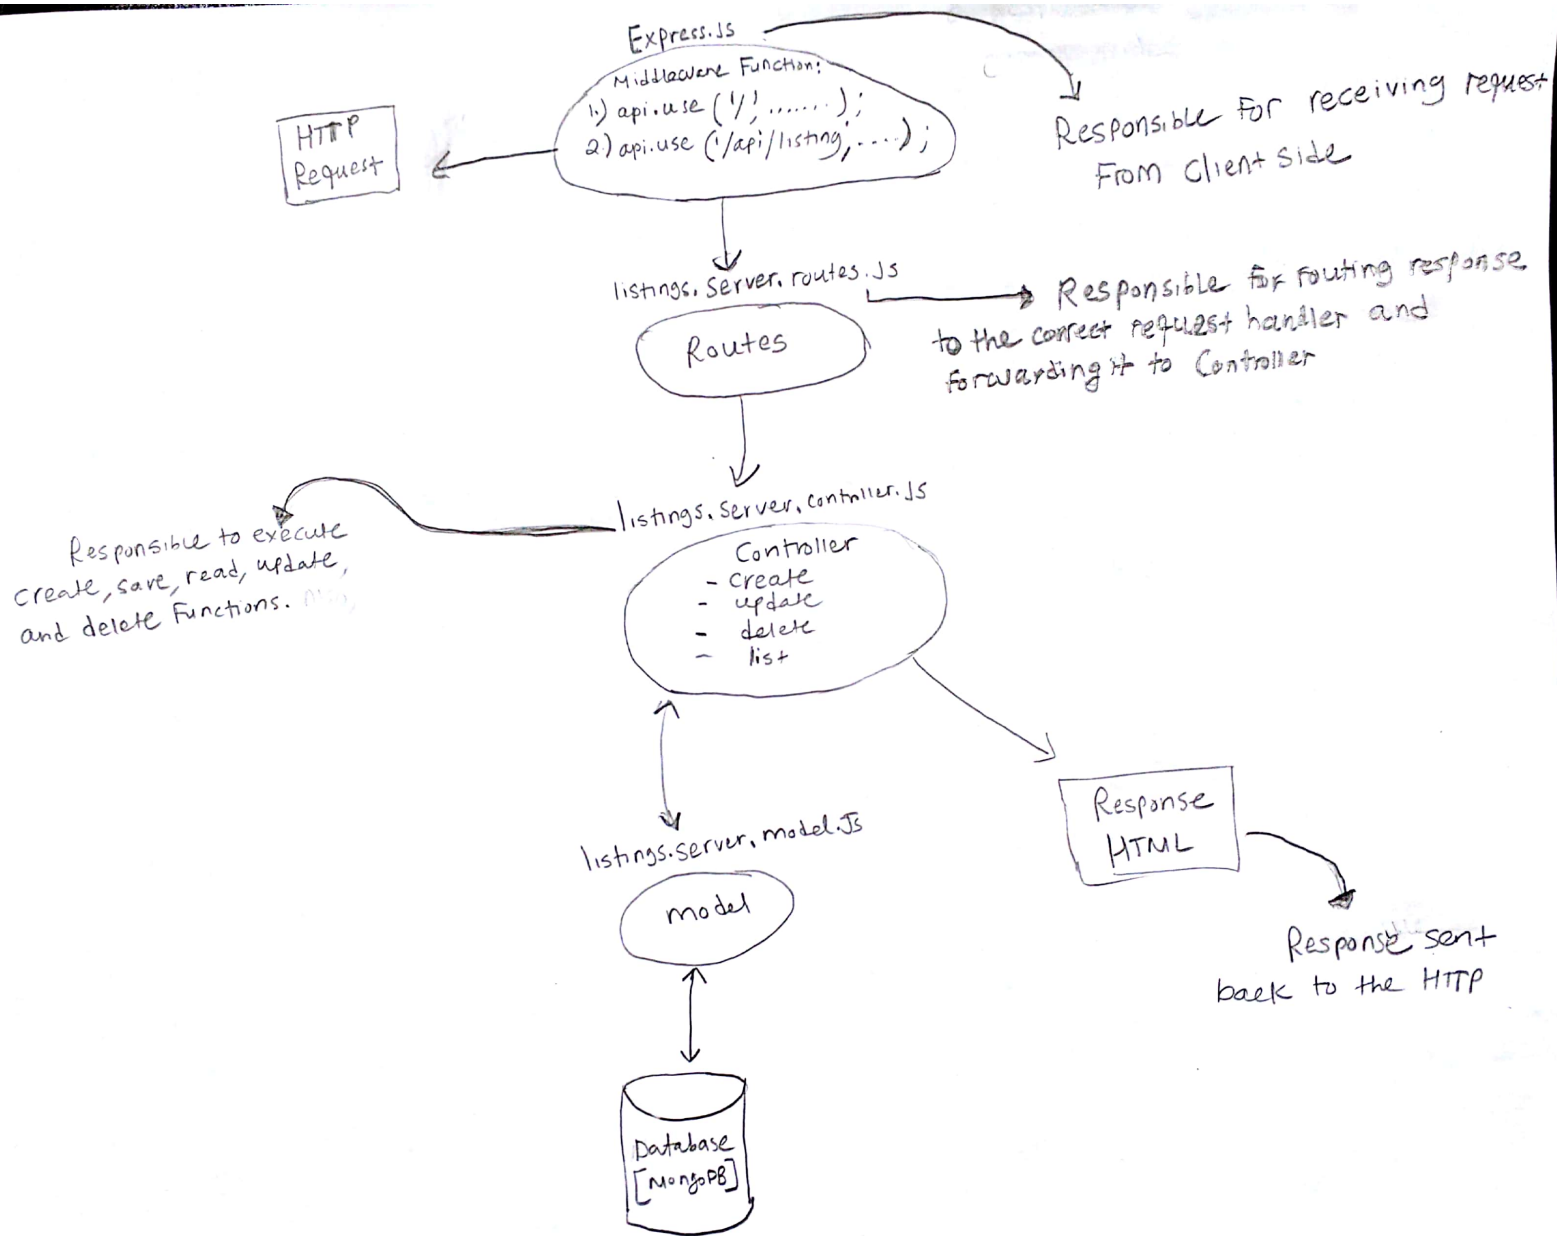 Express.Js
Middleware Function:
1.) api.use ('/', .......);
2.) api.use ('/api/listing', ....);
HTTP
Request
Responsible for receiving request
From client side
listings.server.routes.Js
Routes
Responsible for routing response
to the correct request handler and
forwarding it to Controller
listings.server.controller.Js
Controller
- create
- update
- delete
- list
Responsible to execute
create, save, read, update,
and delete Functions.
listings.server.model.Js
model
Response
HTML
Response sent
back to the HTTP
Database
[MongoDB]